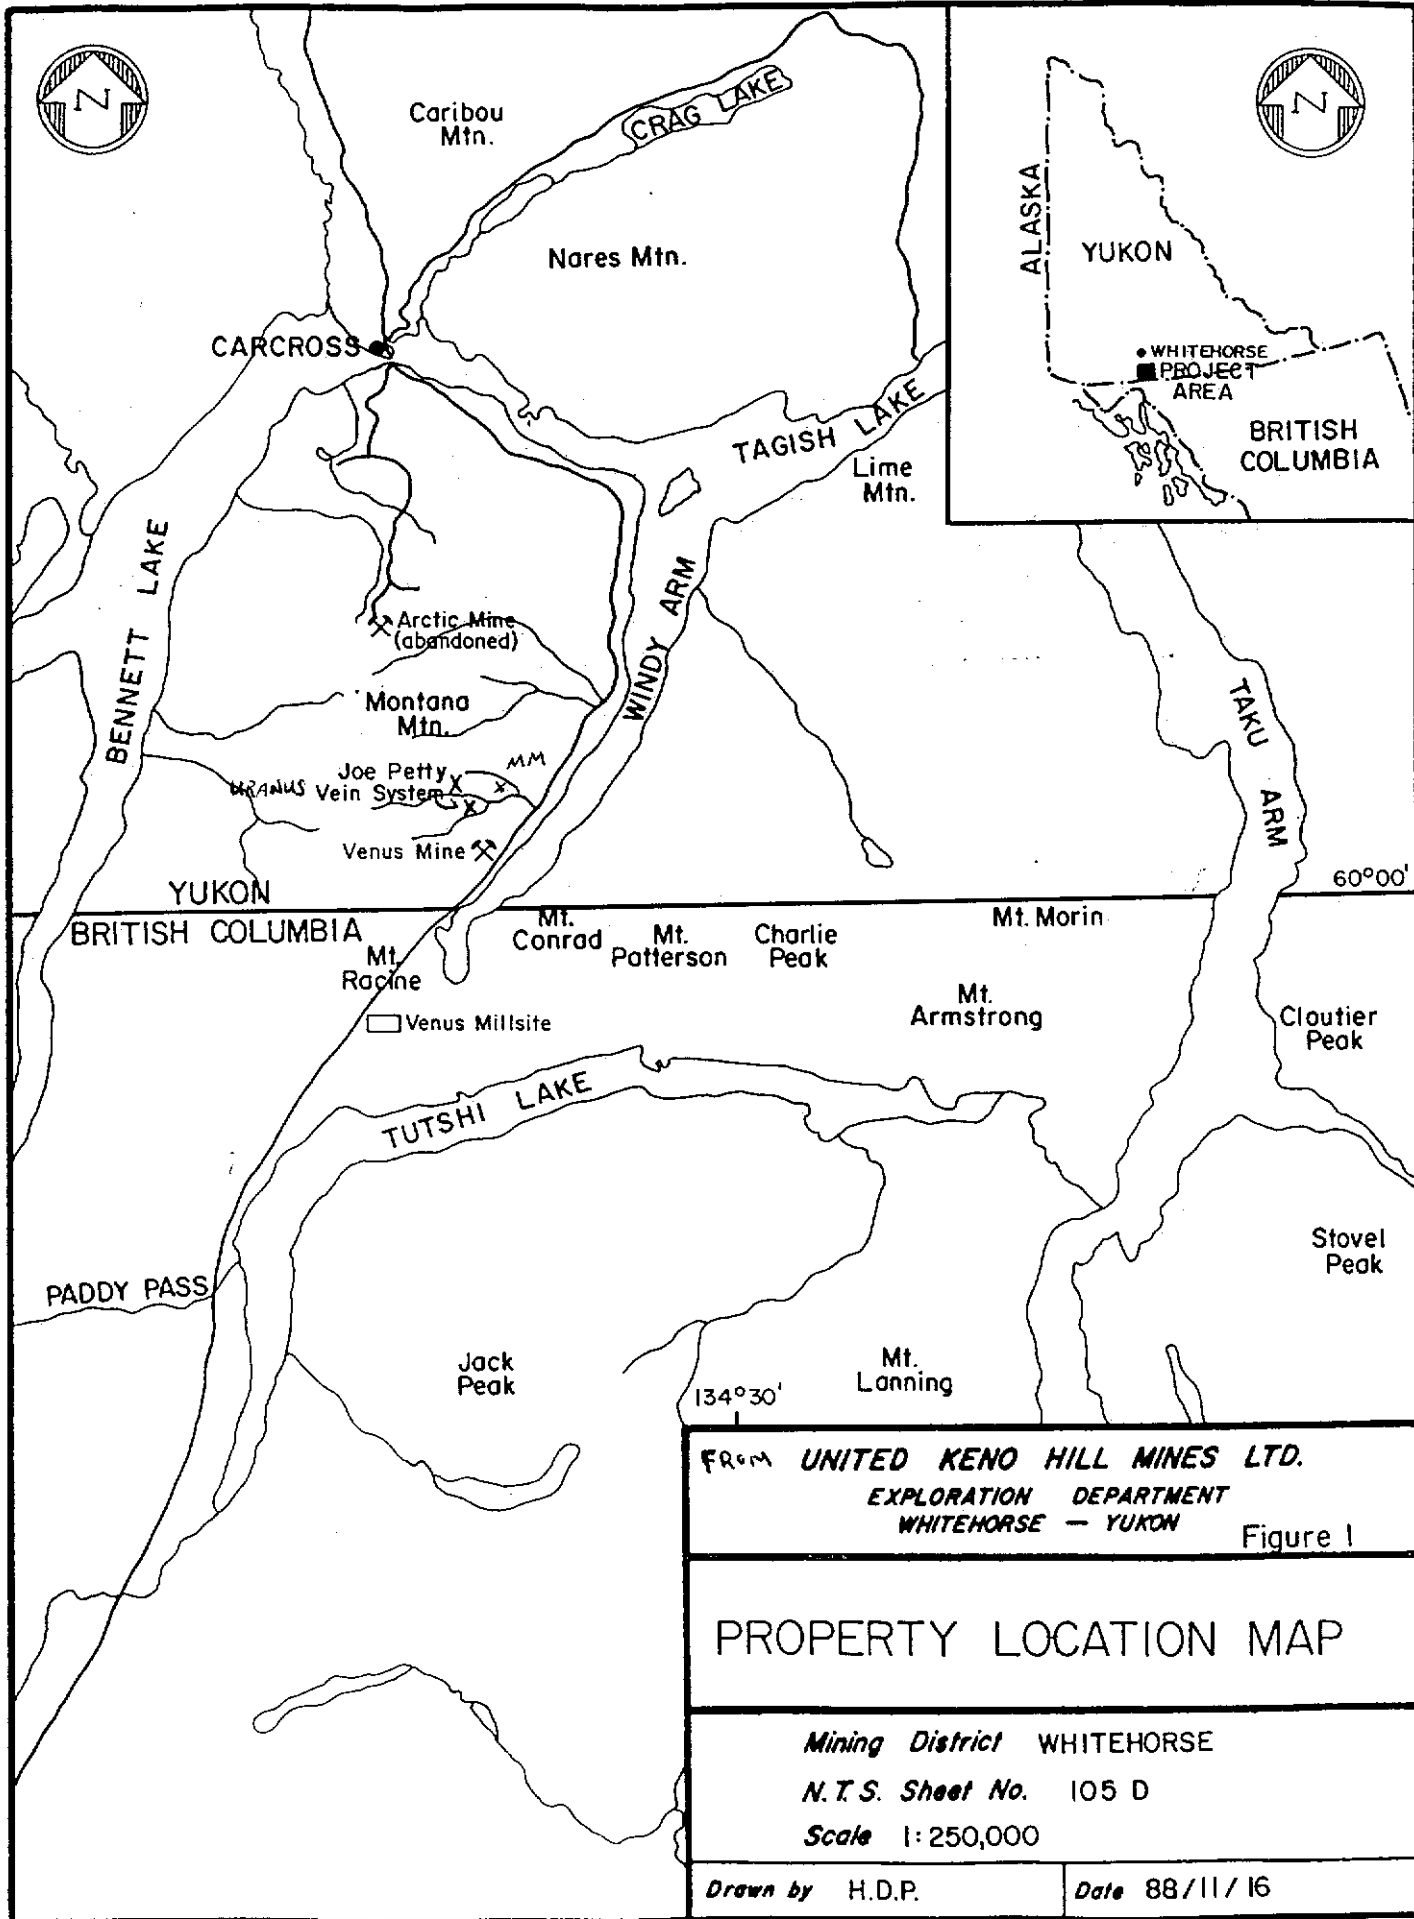 N
Caribou
Mtn.
CRAG LAKE
N
ALASKA
YUKON
WHITEHORSE
PROJECT
AREA
BRITISH
COLUMBIA
Nares Mtn.
CARCROSS
TAGISH LAKE
Lime
Mtn.
BENNETT LAKE
WINDY ARM
Arctic Mine
(abandoned)
Montana
Mtn.
TAKU ARM
MM
Joe Petty
URANUS Vein System
Venus Mine
YUKON
60°00'
BRITISH COLUMBIA
Mt.
Racine
Mt.
Conrad
Mt.
Patterson
Charlie
Peak
Mt. Morin
Mt.
Armstrong
Cloutier
Peak
Venus Millsite
TUTSHI LAKE
Stovel
Peak
PADDY PASS
Jack
Peak
Mt.
Lanning
134°30'
FROM UNITED KENO HILL MINES LTD.
EXPLORATION DEPARTMENT
WHITEHORSE — YUKON
Figure 1
PROPERTY LOCATION MAP
Mining District WHITEHORSE
N.T.S. Sheet No. 105 D
Scale 1:250,000
Drawn by H.D.P.
Date 88/11/16